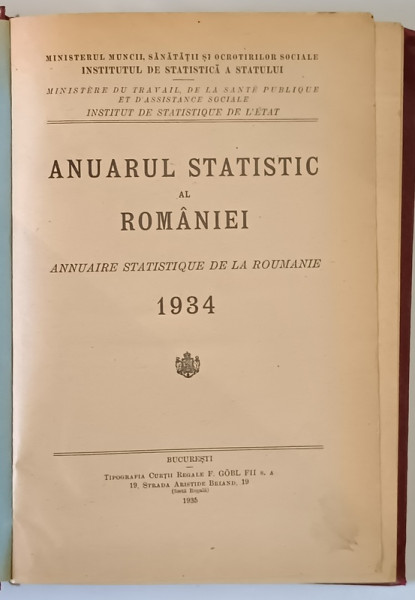 MINISTERUL MUNCII, SĂNĂTĂȚII ȘI OCROTIRILOR SOCIALE
INSTITUTUL DE STATISTICĂ A STATULUI
MINISTÈRE DU TRAVAIL, DE LA SANTÉ PUBLIQUE
ET D'ASSISTANCE SOCIALE
INSTITUT DE STATISTIQUE DE L'ÉTAT
ANUARUL STATISTIC
AL
ROMÂNIEI
ANNUAIRE STATISTIQUE DE LA ROUMANIE
1934
BUCUREȘTI
TIPOGRAFIA CURȚII REGALE F. GÖBL FII S. A
19, STRADA ARISTIDE BRIAND, 19
(Nouă Regală)
1935